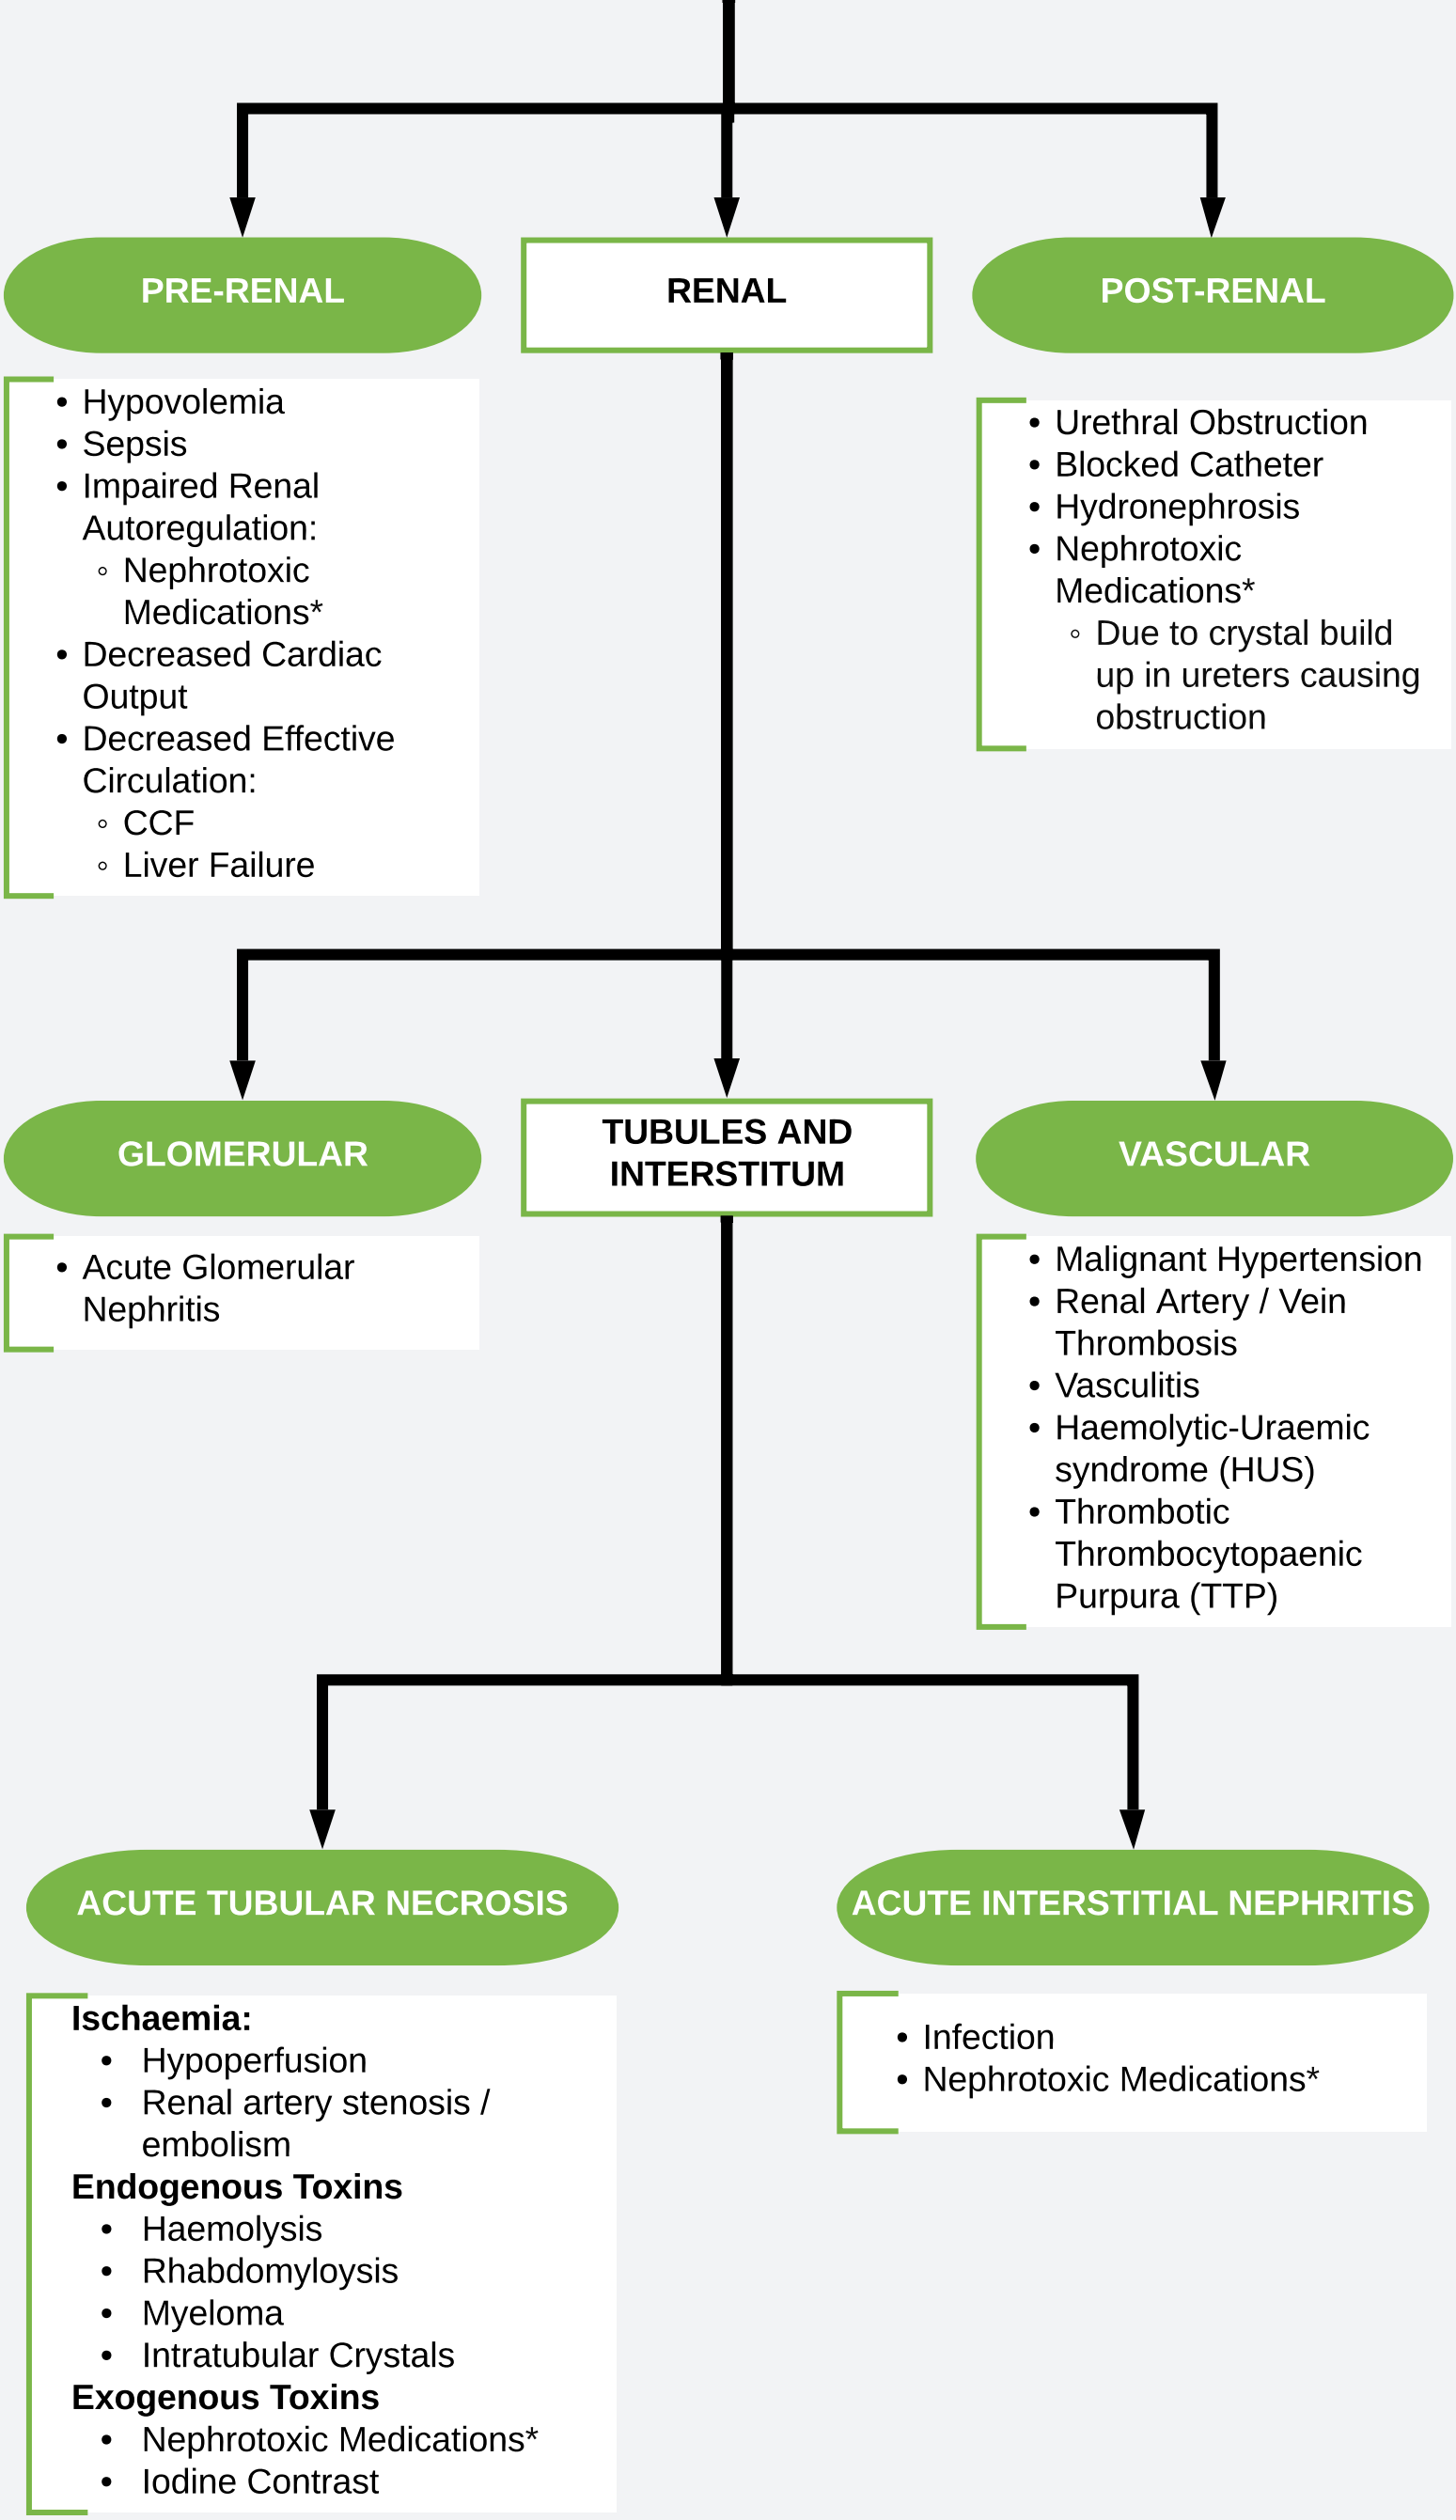 PRE-RENAL
RENAL
POST-RENAL
• Hypovolemia
• Sepsis
• Impaired Renal
Autoregulation:
◦ Nephrotoxic
Medications*
• Decreased Cardiac
Output
• Decreased Effective
Circulation:
◦ CCF
◦ Liver Failure
• Urethral Obstruction
• Blocked Catheter
• Hydronephrosis
• Nephrotoxic
Medications*
◦ Due to crystal build
up in ureters causing
obstruction
GLOMERULAR
TUBULES AND
INTERSTITUM
VASCULAR
• Acute Glomerular
Nephritis
• Malignant Hypertension
• Renal Artery / Vein
Thrombosis
• Vasculitis
• Haemolytic-Uraemic
syndrome (HUS)
• Thrombotic
Thrombocytopaenic
Purpura (TTP)
ACUTE TUBULAR NECROSIS
ACUTE INTERSTITIAL NEPHRITIS
Ischaemia:
• Hypoperfusion
• Renal artery stenosis /
embolism
Endogenous Toxins
• Haemolysis
• Rhabdomyloysis
• Myeloma
• Intratubular Crystals
Exogenous Toxins
• Nephrotoxic Medications*
• Iodine Contrast
• Infection
• Nephrotoxic Medications*